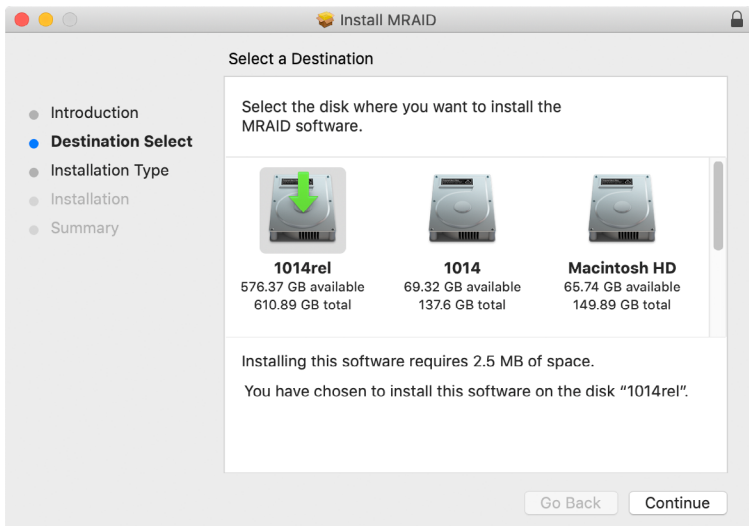 Install MRAID
Select a Destination
Introduction
Destination Select
Installation Type
Installation
Summary
Select the disk where you want to install the
MRAID software.
1014rel
576.37 GB available
610.89 GB total
1014
69.32 GB available
137.6 GB total
Macintosh HD
65.74 GB available
149.89 GB total
Installing this software requires 2.5 MB of space.
You have chosen to install this software on the disk “1014rel”.
Go Back
Continue